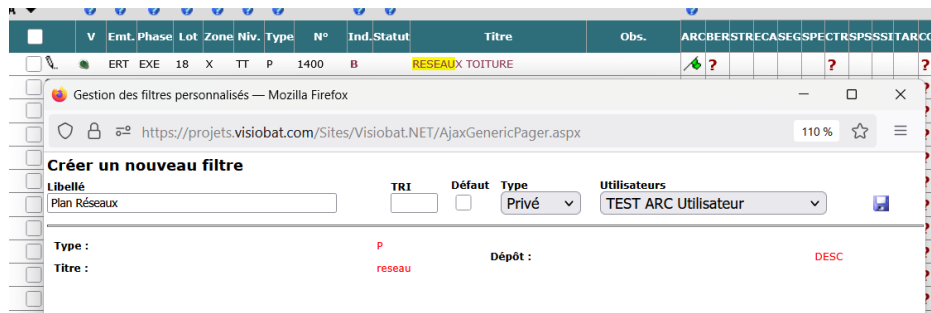 V Emt. Phase Lot Zone Niv. Type N° Ind. Statut Titre Obs. ARC BER STR ECA SEG SPE CTR SPS SSI TAR CO
ERT EXE 18 X TT P 1400 B RESEAUX TOITURE ? ? ?
Gestion des filtres personnalisés — Mozilla Firefox
https://projets.visiobat.com/Sites/Visiobat.NET/AjaxGenericPager.aspx 110 %
Créer un nouveau filtre
Libellé TRI Défaut Type Utilisateurs
Plan Réseaux Privé TEST ARC Utilisateur
Type : P Dépôt : DESC
Titre : reseau